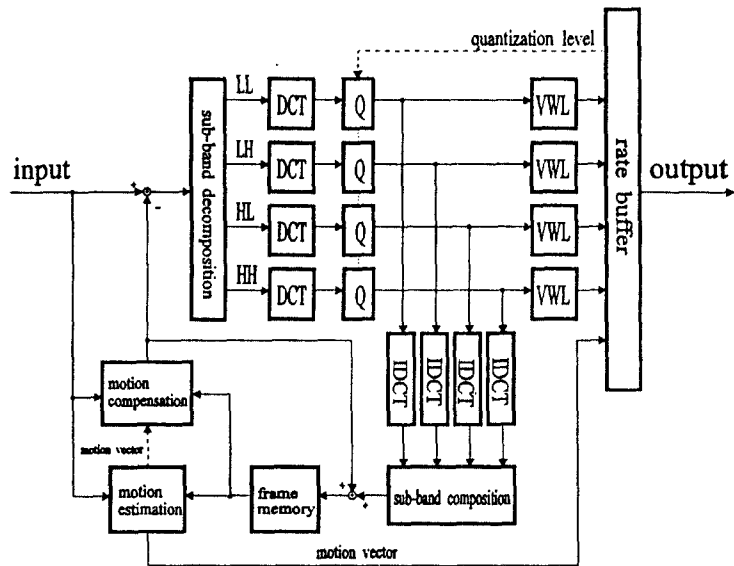 quantization level
LL
DCT
Q
VWL
LH
DCT
Q
VWL
input
sub-band decomposition
rate buffer
output
HL
DCT
Q
VWL
HH
DCT
Q
VWL
+
-
IDCT
IDCT
IDCT
IDCT
motion
compensation
motion vector
motion
estimation
frame
memory
+
+
sub-band composition
motion vector